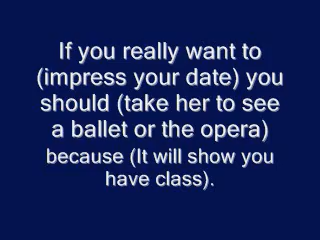 If you really want to
(impress your date) you
should (take her to see
a ballet or the opera)
because (It will show you
have class).